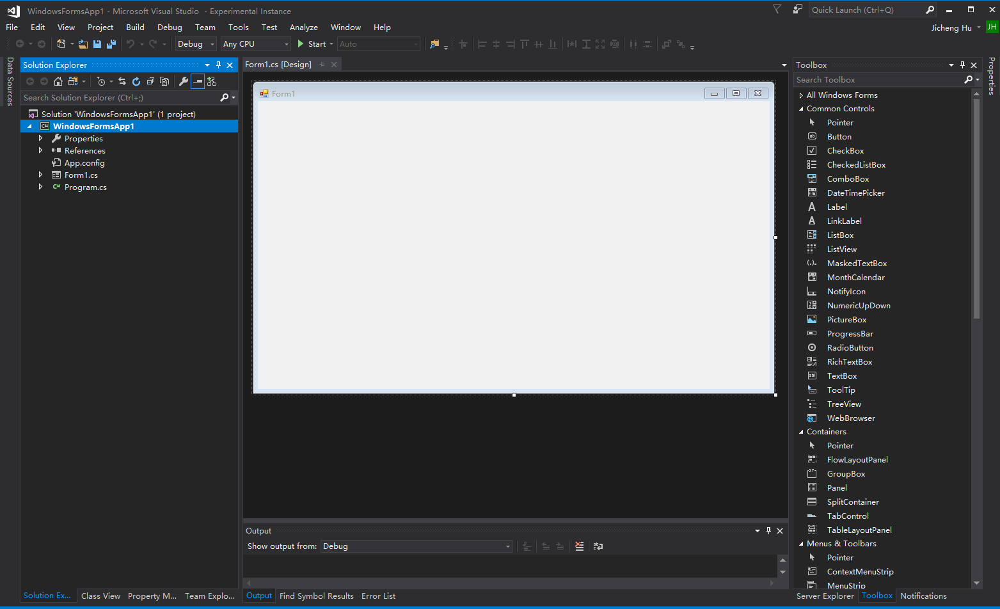 WindowsFormsApp1 - Microsoft Visual Studio - Experimental Instance
Quick Launch (Ctrl+Q)
File Edit View Project Build Debug Team Tools Test Analyze Window Help
Jicheng Hu JH
Debug Any CPU Start Auto
Data Sources
Solution Explorer
Search Solution Explorer (Ctrl+;)
Solution 'WindowsFormsApp1' (1 project)
C# WindowsFormsApp1
Properties
References
App.config
Form1.cs
C# Program.cs
Solution Ex... Class View Property M... Team Explo...
Form1.cs [Design]
Form1
Output
Show output from: Debug
Output Find Symbol Results Error List
Toolbox
Search Toolbox
All Windows Forms
Common Controls
Pointer
Button
CheckBox
CheckedListBox
ComboBox
DateTimePicker
Label
LinkLabel
ListBox
ListView
MaskedTextBox
MonthCalendar
NotifyIcon
NumericUpDown
PictureBox
ProgressBar
RadioButton
RichTextBox
TextBox
ToolTip
TreeView
WebBrowser
Containers
Pointer
FlowLayoutPanel
GroupBox
Panel
SplitContainer
TabControl
TableLayoutPanel
Menus & Toolbars
Pointer
ContextMenuStrip
MenuStrip
Server Explorer Toolbox Notifications
Properties